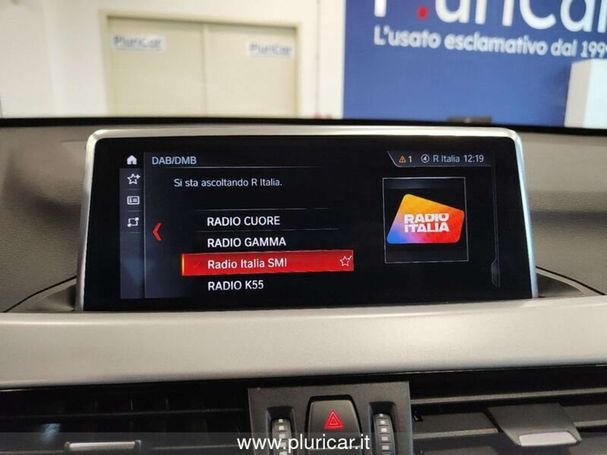 PluriCar
PluriCar
PluriCar
L'usato esclamativo dal 199
DAB/DMB
1
R Italia 12:19
Si sta ascoltando R Italia.
RADIO CUORE
RADIO GAMMA
Radio Italia SMI
RADIO K55
RADIO
ITALIA
www.pluricar.it